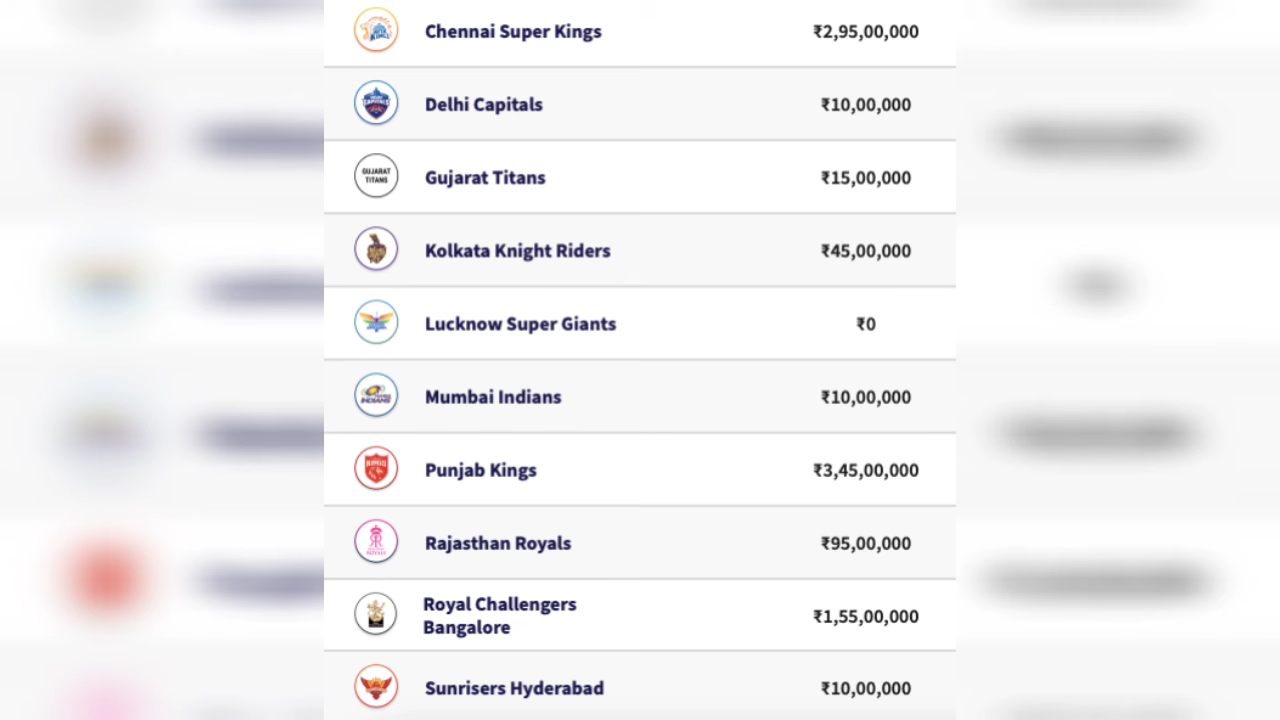 Chennai Super Kings ₹2,95,00,000
Delhi Capitals ₹10,00,000
GUJARAT
TITANS
Gujarat Titans ₹15,00,000
Kolkata Knight Riders ₹45,00,000
Lucknow Super Giants ₹0
Mumbai Indians ₹10,00,000
Punjab Kings ₹3,45,00,000
Rajasthan Royals ₹95,00,000
Royal Challengers
Bangalore ₹1,55,00,000
Sunrisers Hyderabad ₹10,00,000